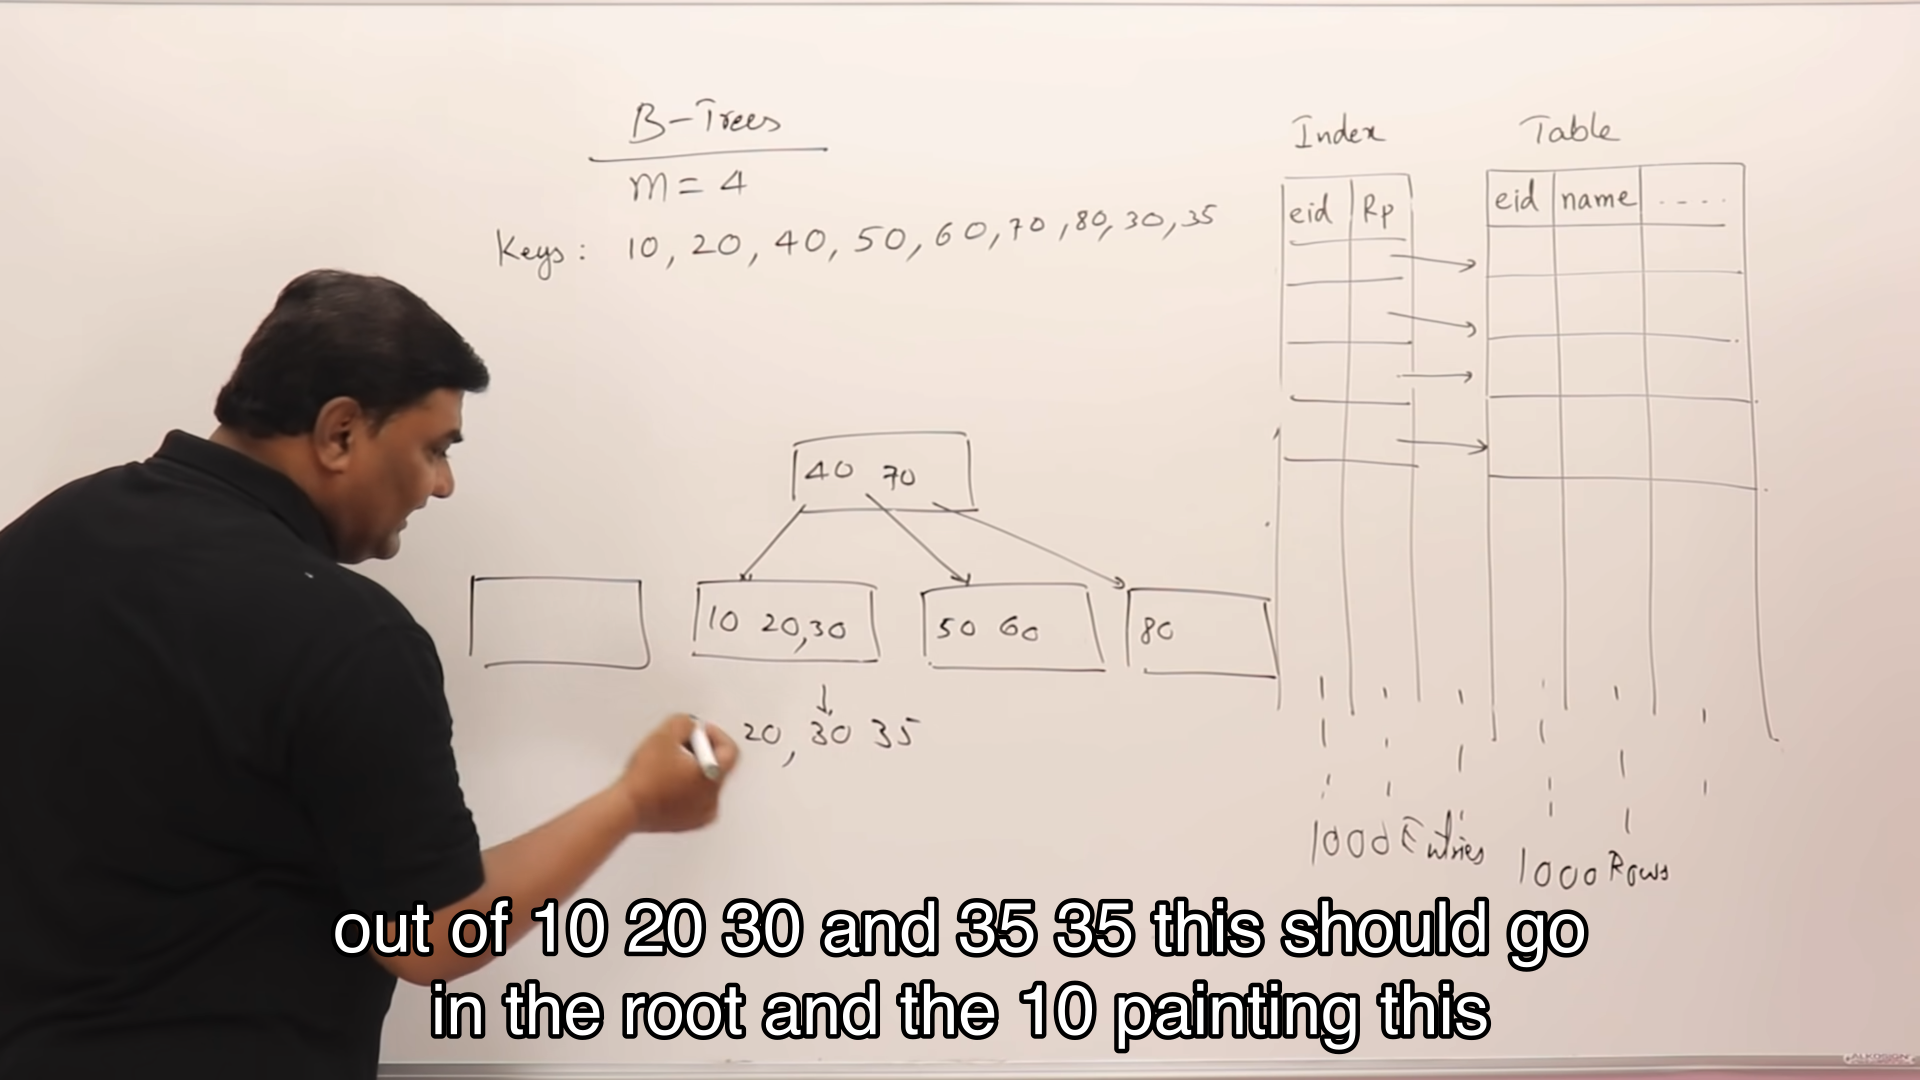 B-Trees
m = 4
Keys: 10, 20, 40, 50, 60, 70, 80, 30, 35
Index
eid Rp
Table
eid name ....
40 70
10 20,30
50 60
80
20, 30 35
1000 Entries
1000 Rows
out of 10 20 30 and 35 35 this should go
in the root and the 10 painting this